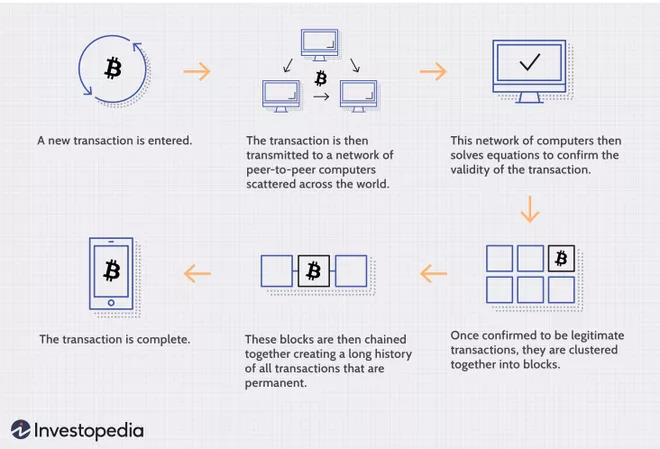 A new transaction is entered.
The transaction is then
transmitted to a network of
peer-to-peer computers
scattered across the world.
This network of computers then
solves equations to confirm the
validity of the transaction.
Once confirmed to be legitimate
transactions, they are clustered
together into blocks.
These blocks are then chained
together creating a long history
of all transactions that are
permanent.
The transaction is complete.
Investopedia